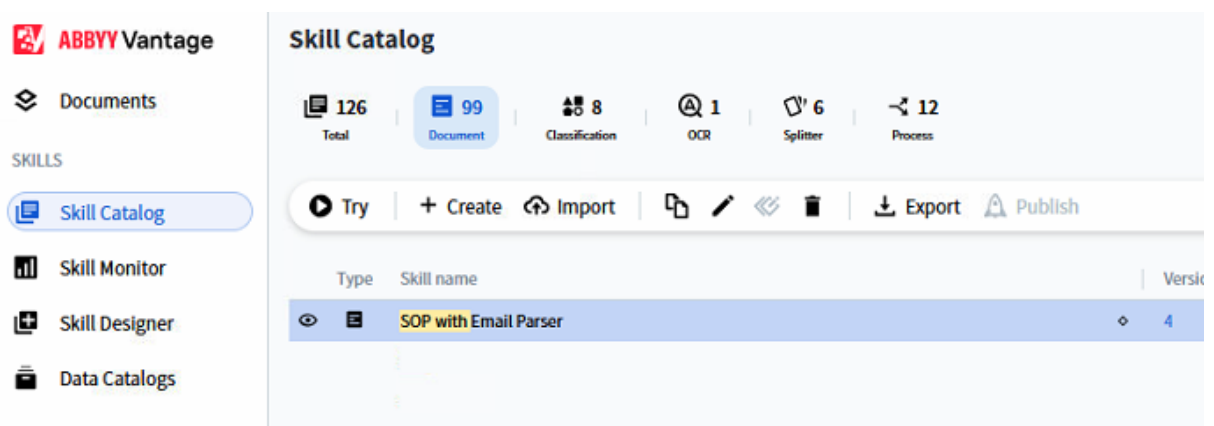 ABBYY Vantage
Documents
SKILLS
Skill Catalog
Skill Monitor
Skill Designer
Data Catalogs
Skill Catalog
126 99 8 1 6 12
Total Document Classification OCR Splitter Process
Try + Create Import Export Publish
Type Skill name
SOP with Email Parser 4